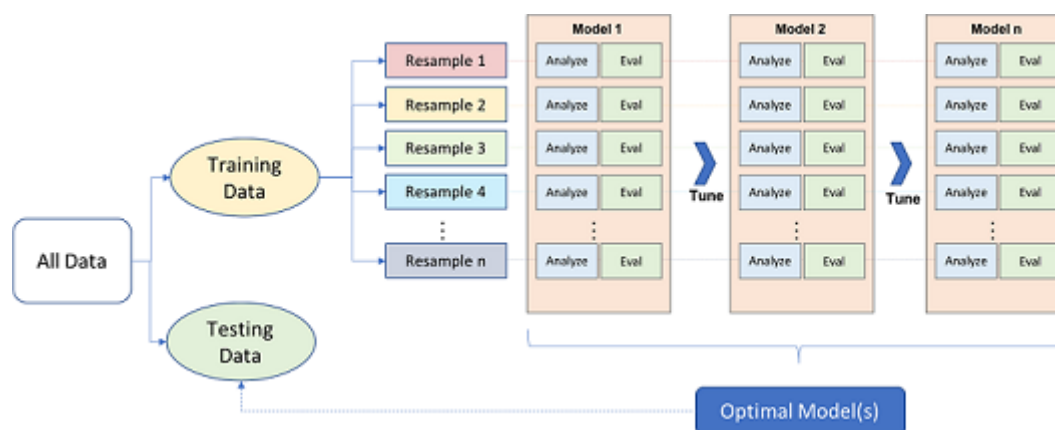 Model 1
Model 2
Model n
Resample 1
Analyze
Eval
Analyze
Eval
Analyze
Eval
Resample 2
Analyze
Eval
Analyze
Eval
Analyze
Eval
Training
Data
Resample 3
Analyze
Eval
Analyze
Eval
Analyze
Eval
Resample 4
Analyze
Eval
Tune
Analyze
Eval
Tune
Analyze
Eval
All Data
Resample n
Analyze
Eval
Analyze
Eval
Analyze
Eval
Testing
Data
Optimal Model(s)